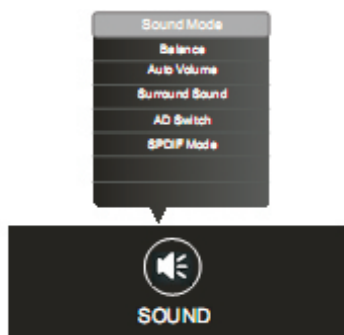 Sound Mode
Balance
Auto Volume
Surround Sound
AD Switch
SPDIF Mode
SOUND